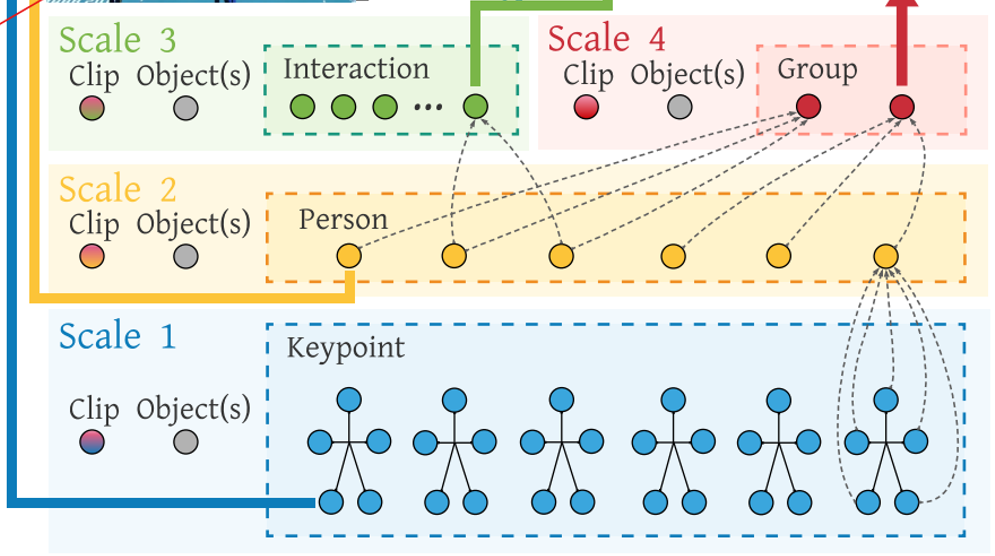 Scale 3
Clip Object(s)
Interaction
...
Scale 4
Clip Object(s)
Group
Scale 2
Clip Object(s)
Person
Scale 1
Keypoint
Clip Object(s)